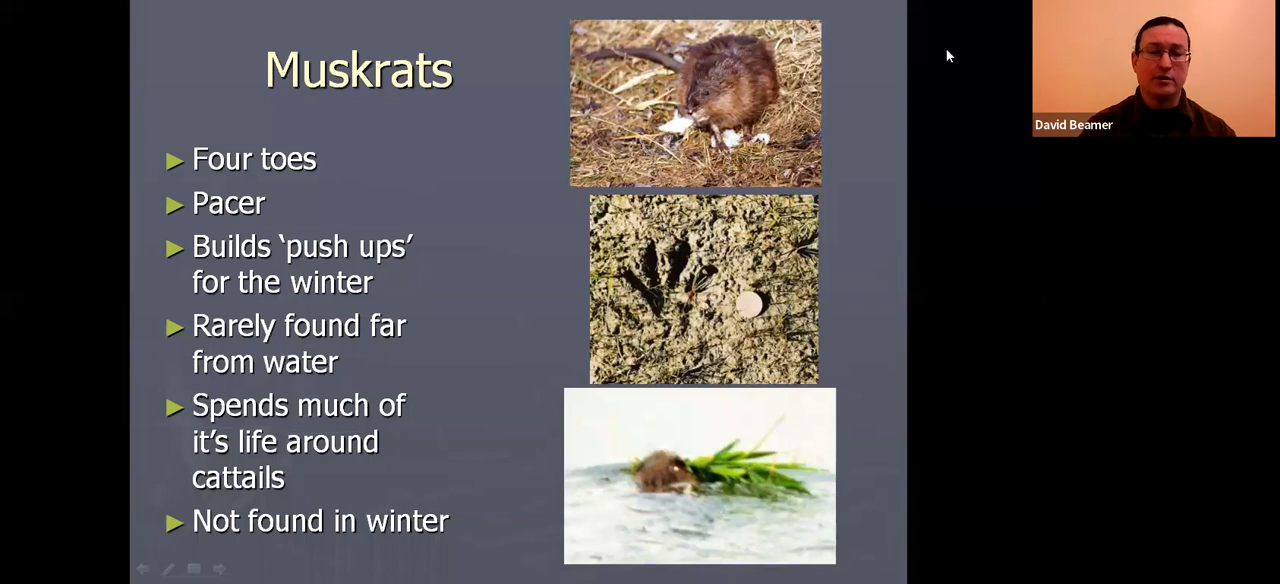 Muskrats
Four toes
Pacer
Builds ‘push ups’
for the winter
Rarely found far
from water
Spends much of
it’s life around
cattails
Not found in winter
David Beamer